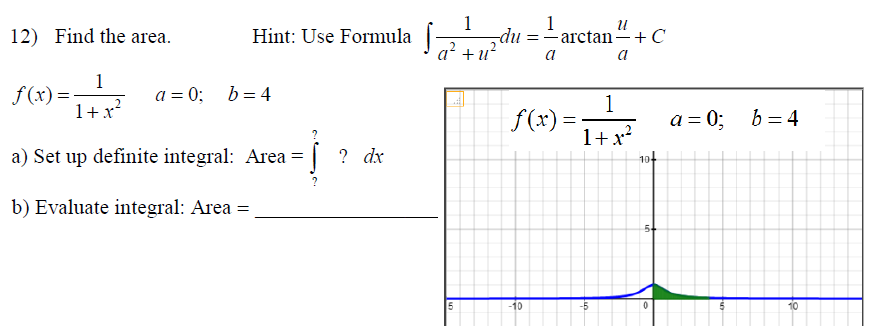 12) Find the area. Hint: Use Formula ∫ 1/(a² + u²) du = 1/a arctan u/a + C
f(x) = 1/(1 + x²) a = 0; b = 4
a) Set up definite integral: Area = ∫_?^? ? dx
b) Evaluate integral: Area = ____________________
f(x) = 1/(1 + x²) a = 0; b = 4
10
5
5 -10 -5 0 5 10